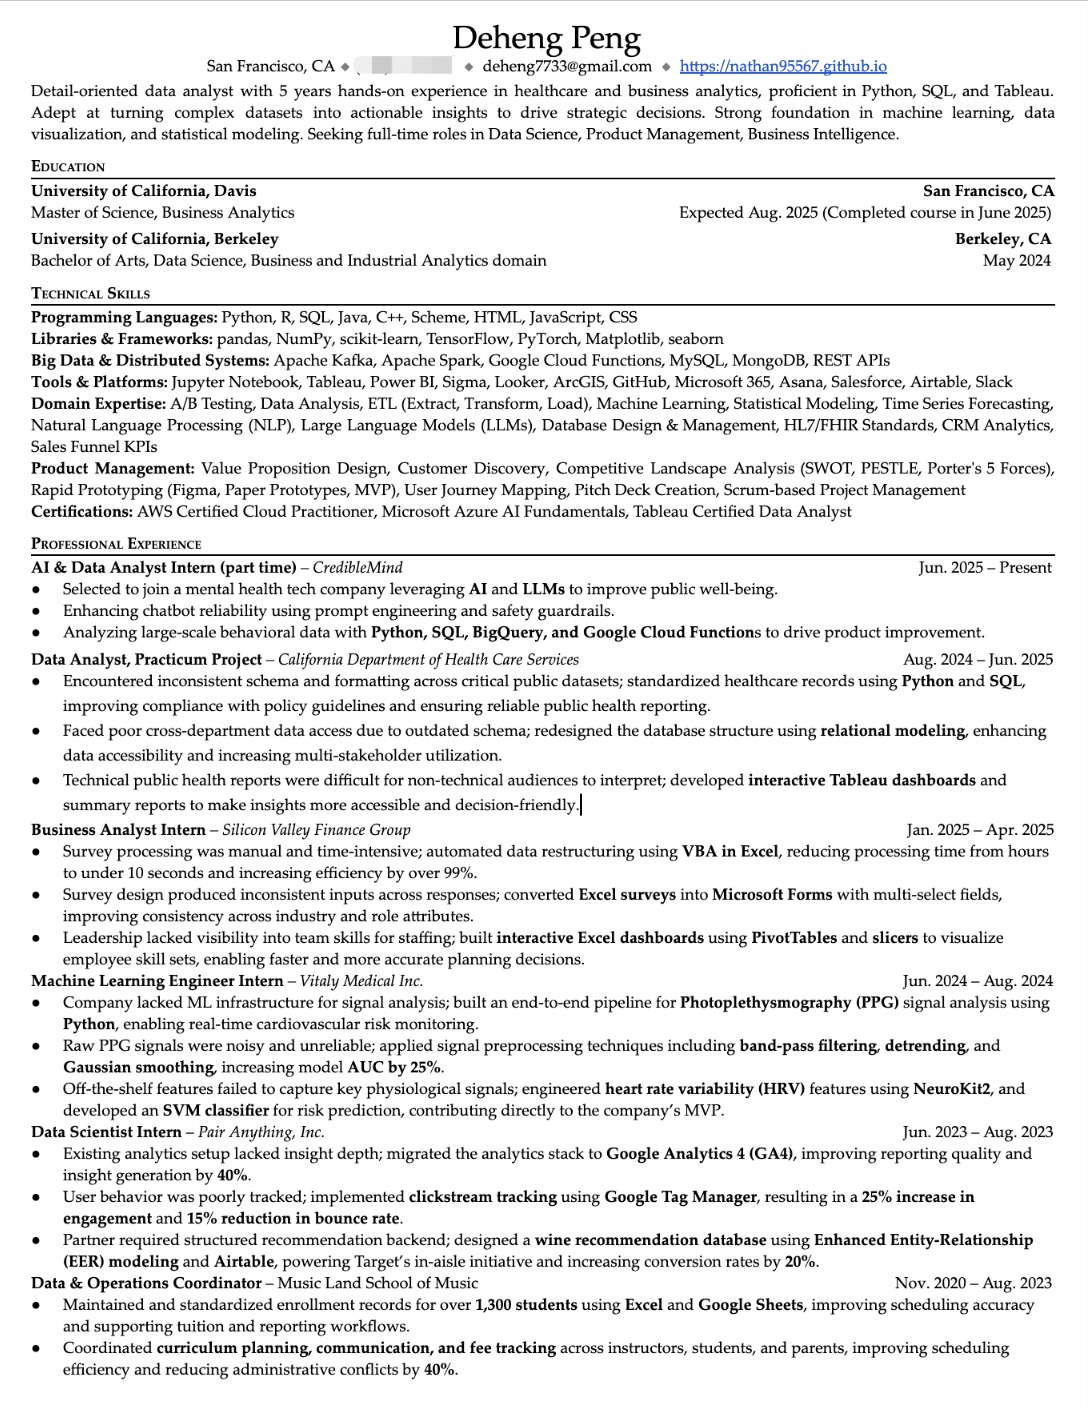 Deheng Peng
San Francisco, CA ◆ ◆ deheng7733@gmail.com ◆ https://nathan95567.github.io
Detail-oriented data analyst with 5 years hands-on experience in healthcare and business analytics, proficient in Python, SQL, and Tableau.
Adept at turning complex datasets into actionable insights to drive strategic decisions. Strong foundation in machine learning, data
visualization, and statistical modeling. Seeking full-time roles in Data Science, Product Management, Business Intelligence.
Education
University of California, Davis San Francisco, CA
Master of Science, Business Analytics Expected Aug. 2025 (Completed course in June 2025)
University of California, Berkeley Berkeley, CA
Bachelor of Arts, Data Science, Business and Industrial Analytics domain May 2024
Technical Skills
Programming Languages: Python, R, SQL, Java, C++, Scheme, HTML, JavaScript, CSS
Libraries & Frameworks: pandas, NumPy, scikit-learn, TensorFlow, PyTorch, Matplotlib, seaborn
Big Data & Distributed Systems: Apache Kafka, Apache Spark, Google Cloud Functions, MySQL, MongoDB, REST APIs
Tools & Platforms: Jupyter Notebook, Tableau, Power BI, Sigma, Looker, ArcGIS, GitHub, Microsoft 365, Asana, Salesforce, Airtable, Slack
Domain Expertise: A/B Testing, Data Analysis, ETL (Extract, Transform, Load), Machine Learning, Statistical Modeling, Time Series Forecasting,
Natural Language Processing (NLP), Large Language Models (LLMs), Database Design & Management, HL7/FHIR Standards, CRM Analytics,
Sales Funnel KPIs
Product Management: Value Proposition Design, Customer Discovery, Competitive Landscape Analysis (SWOT, PESTLE, Porter's 5 Forces),
Rapid Prototyping (Figma, Paper Prototypes, MVP), User Journey Mapping, Pitch Deck Creation, Scrum-based Project Management
Certifications: AWS Certified Cloud Practitioner, Microsoft Azure AI Fundamentals, Tableau Certified Data Analyst
Professional Experience
AI & Data Analyst Intern (part time) – CredibleMind Jun. 2025 – Present
● Selected to join a mental health tech company leveraging AI and LLMs to improve public well-being.
● Enhancing chatbot reliability using prompt engineering and safety guardrails.
● Analyzing large-scale behavioral data with Python, SQL, BigQuery, and Google Cloud Functions to drive product improvement.
Data Analyst, Practicum Project – California Department of Health Care Services Aug. 2024 – Jun. 2025
● Encountered inconsistent schema and formatting across critical public datasets; standardized healthcare records using Python and SQL,
improving compliance with policy guidelines and ensuring reliable public health reporting.
● Faced poor cross-department data access due to outdated schema; redesigned the database structure using relational modeling, enhancing
data accessibility and increasing multi-stakeholder utilization.
● Technical public health reports were difficult for non-technical audiences to interpret; developed interactive Tableau dashboards and
summary reports to make insights more accessible and decision-friendly.
Business Analyst Intern – Silicon Valley Finance Group Jan. 2025 – Apr. 2025
● Survey processing was manual and time-intensive; automated data restructuring using VBA in Excel, reducing processing time from hours
to under 10 seconds and increasing efficiency by over 99%.
● Survey design produced inconsistent inputs across responses; converted Excel surveys into Microsoft Forms with multi-select fields,
improving consistency across industry and role attributes.
● Leadership lacked visibility into team skills for staffing; built interactive Excel dashboards using PivotTables and slicers to visualize
employee skill sets, enabling faster and more accurate planning decisions.
Machine Learning Engineer Intern – Vitaly Medical Inc. Jun. 2024 – Aug. 2024
● Company lacked ML infrastructure for signal analysis; built an end-to-end pipeline for Photoplethysmography (PPG) signal analysis using
Python, enabling real-time cardiovascular risk monitoring.
● Raw PPG signals were noisy and unreliable; applied signal preprocessing techniques including band-pass filtering, detrending, and
Gaussian smoothing, increasing model AUC by 25%.
● Off-the-shelf features failed to capture key physiological signals; engineered heart rate variability (HRV) features using NeuroKit2, and
developed an SVM classifier for risk prediction, contributing directly to the company's MVP.
Data Scientist Intern – Pair Anything, Inc. Jun. 2023 – Aug. 2023
● Existing analytics setup lacked insight depth; migrated the analytics stack to Google Analytics 4 (GA4), improving reporting quality and
insight generation by 40%.
● User behavior was poorly tracked; implemented clickstream tracking using Google Tag Manager, resulting in a 25% increase in
engagement and 15% reduction in bounce rate.
● Partner required structured recommendation backend; designed a wine recommendation database using Enhanced Entity-Relationship
(EER) modeling and Airtable, powering Target's in-aisle initiative and increasing conversion rates by 20%.
Data & Operations Coordinator – Music Land School of Music Nov. 2020 – Aug. 2023
● Maintained and standardized enrollment records for over 1,300 students using Excel and Google Sheets, improving scheduling accuracy
and supporting tuition and reporting workflows.
● Coordinated curriculum planning, communication, and fee tracking across instructors, students, and parents, improving scheduling
efficiency and reducing administrative conflicts by 40%.